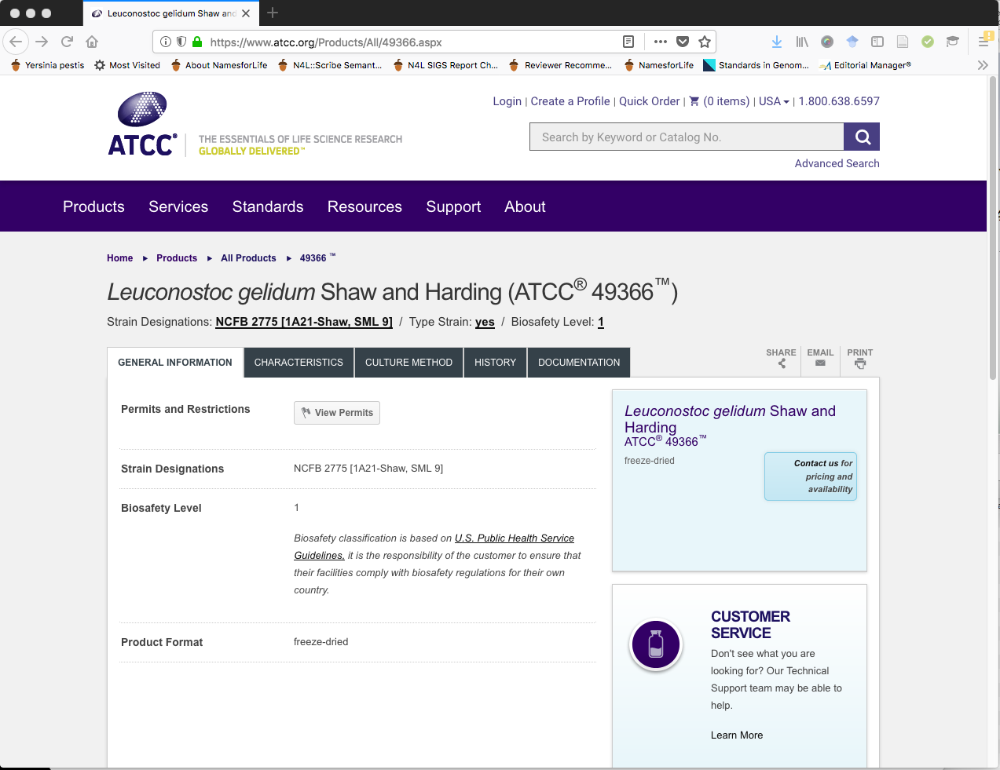 Leuconostoc gelidum Shaw and
https://www.atcc.org/Products/All/49366.aspx
Yersinia pestis Most Visited About NamesforLife N4L::Scribe Semant... N4L SIGS Report Ch... Reviewer Recomme... NamesforLife Standards in Genom... Editorial Manager®
Login | Create a Profile | Quick Order | (0 items) | USA | 1.800.638.6597
ATCC®
THE ESSENTIALS OF LIFE SCIENCE RESEARCH
GLOBALLY DELIVERED™
Search by Keyword or Catalog No.
Advanced Search
Products Services Standards Resources Support About
Home Products All Products 49366 ™
Leuconostoc gelidum Shaw and Harding (ATCC® 49366™)
Strain Designations: NCFB 2775 [1A21-Shaw, SML 9] / Type Strain: yes / Biosafety Level: 1
GENERAL INFORMATION CHARACTERISTICS CULTURE METHOD HISTORY DOCUMENTATION
SHARE EMAIL PRINT
Permits and Restrictions View Permits
Strain Designations NCFB 2775 [1A21-Shaw, SML 9]
Biosafety Level 1
Biosafety classification is based on U.S. Public Health Service
Guidelines, it is the responsibility of the customer to ensure that
their facilities comply with biosafety regulations for their own
country.
Product Format freeze-dried
Leuconostoc gelidum Shaw and
Harding
ATCC® 49366™
freeze-dried
Contact us for
pricing and
availability
CUSTOMER
SERVICE
Don't see what you are
looking for? Our Technical
Support team may be able to
help.
Learn More